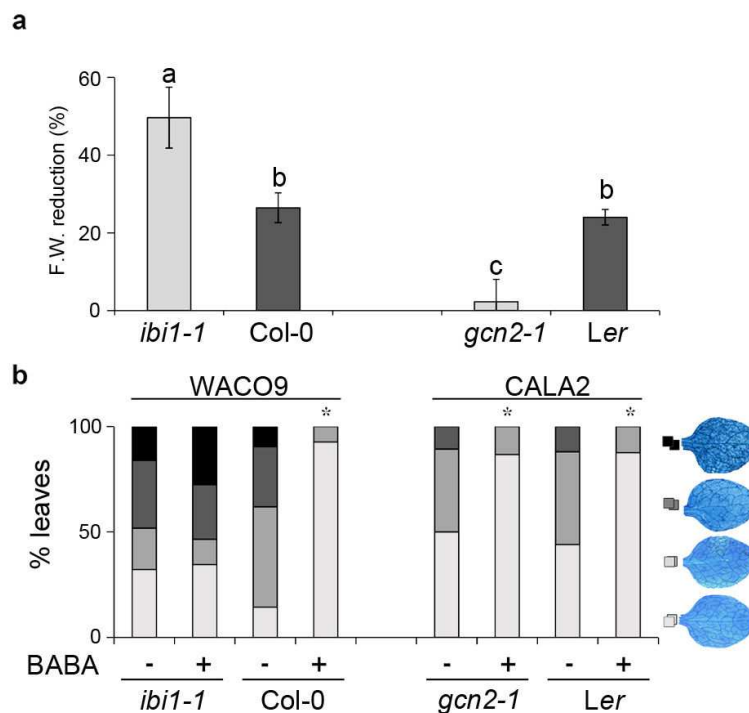 a
60
40
20
0
F.W. reduction (%)
a
b
c
b
ibi1-1 Col-0 gcn2-1 Ler
b
WACO9 CALA2
* * *
100
50
0
% leaves
BABA - + - + - + - +
ibi1-1 Col-0 gcn2-1 Ler